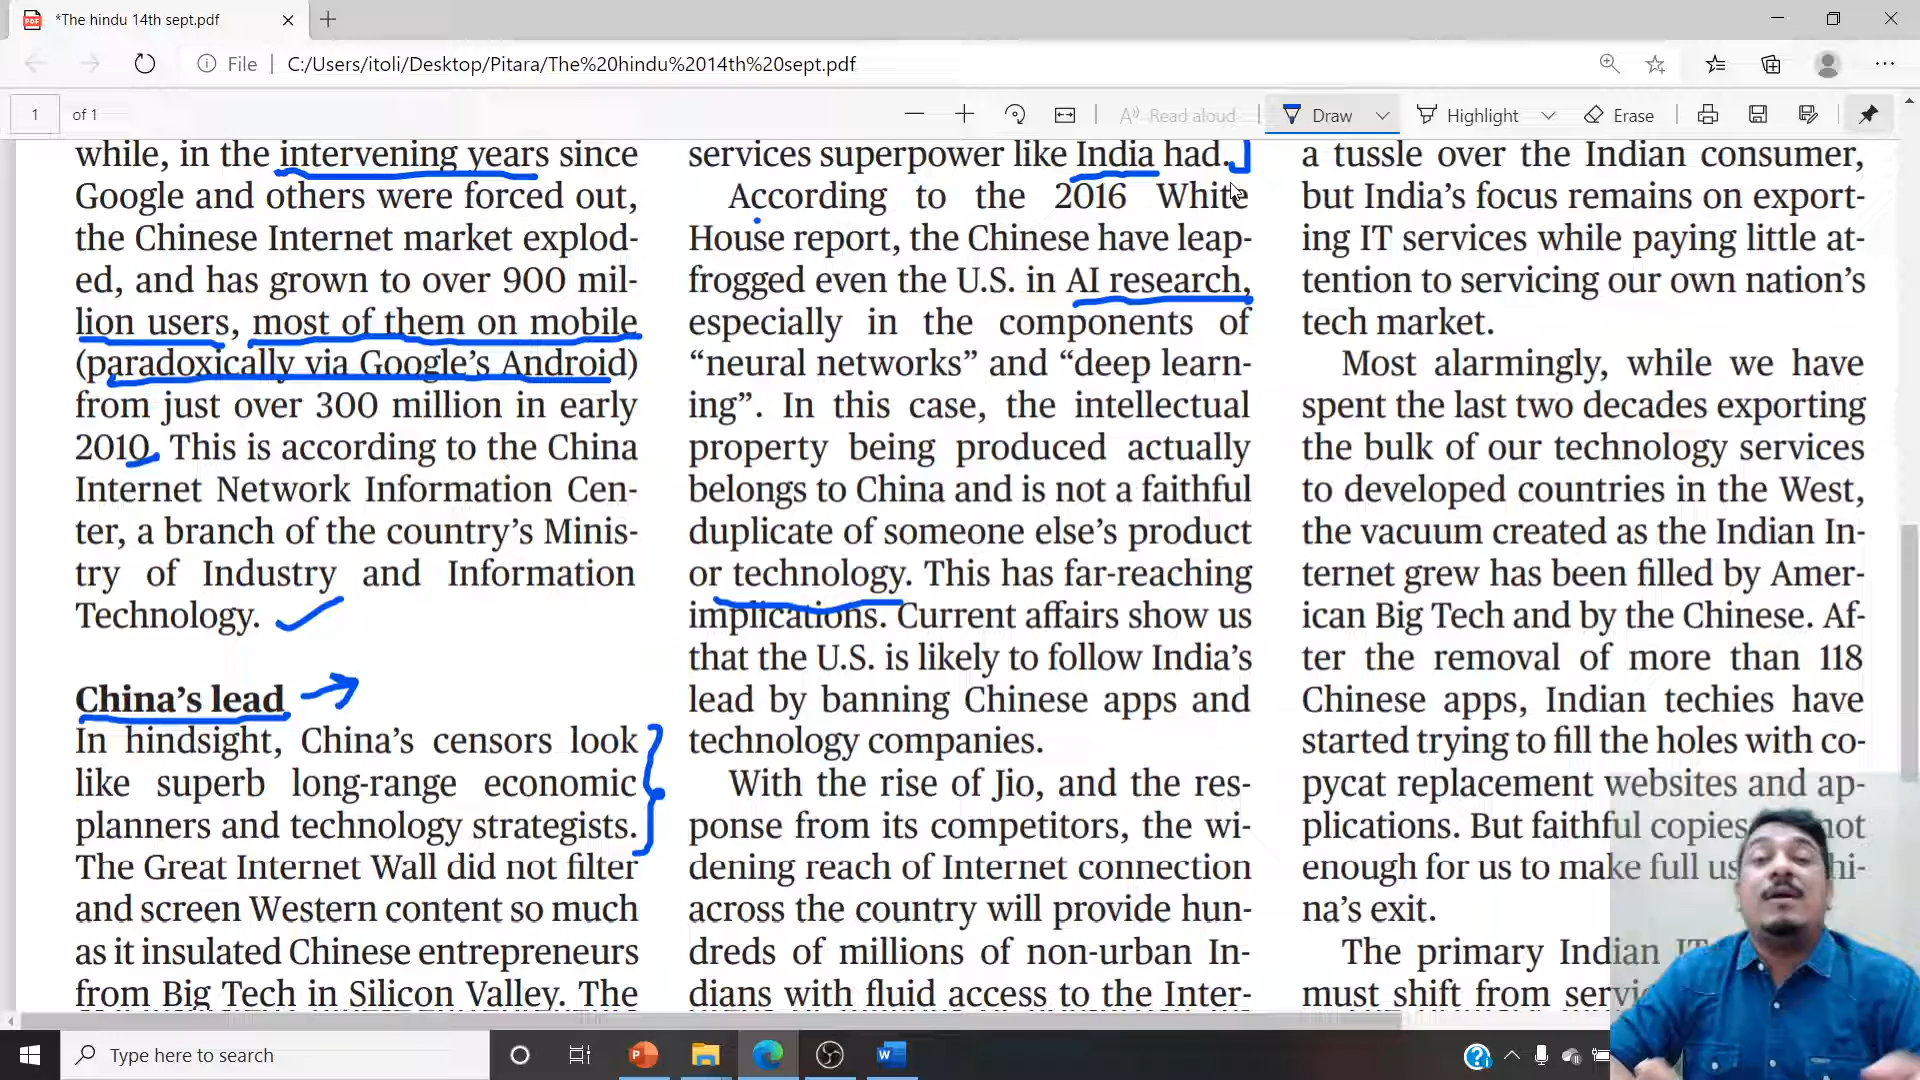 *The hindu 14th sept.pdf
File
C:/Users/itoli/Desktop/Pitara/The%20hindu%2014th%20sept.pdf
1
of 1
Read aloud
Draw
Highlight
Erase
while, in the intervening years since
Google and others were forced out,
the Chinese Internet market explod-
ed, and has grown to over 900 mil-
lion users, most of them on mobile
(paradoxically via Google's Android)
from just over 300 million in early
2010. This is according to the China
Internet Network Information Cen-
ter, a branch of the country's Minis-
try of Industry and Information
Technology.
China's lead
In hindsight, China's censors look
like superb long-range economic
planners and technology strategists.
The Great Internet Wall did not filter
and screen Western content so much
as it insulated Chinese entrepreneurs
from Big Tech in Silicon Valley. The
services superpower like India had.
According to the 2016 White
House report, the Chinese have leap-
frogged even the U.S. in AI research,
especially in the components of
“neural networks” and “deep learn-
ing”. In this case, the intellectual
property being produced actually
belongs to China and is not a faithful
duplicate of someone else's product
or technology. This has far-reaching
implications. Current affairs show us
that the U.S. is likely to follow India's
lead by banning Chinese apps and
technology companies.
With the rise of Jio, and the res-
ponse from its competitors, the wi-
dening reach of Internet connection
across the country will provide hun-
dreds of millions of non-urban In-
dians with fluid access to the Inter-
a tussle over the Indian consumer,
but India's focus remains on export-
ing IT services while paying little at-
tention to servicing our own nation's
tech market.
Most alarmingly, while we have
spent the last two decades exporting
the bulk of our technology services
to developed countries in the West,
the vacuum created as the Indian In-
ternet grew has been filled by Amer-
ican Big Tech and by the Chinese. Af-
ter the removal of more than 118
Chinese apps, Indian techies have
started trying to fill the holes with co-
pycat replacement websites and ap-
plications. But faithful copies not
enough for us to make full us hi-
na's exit.
The primary Indian IT
must shift from servi
Type here to search